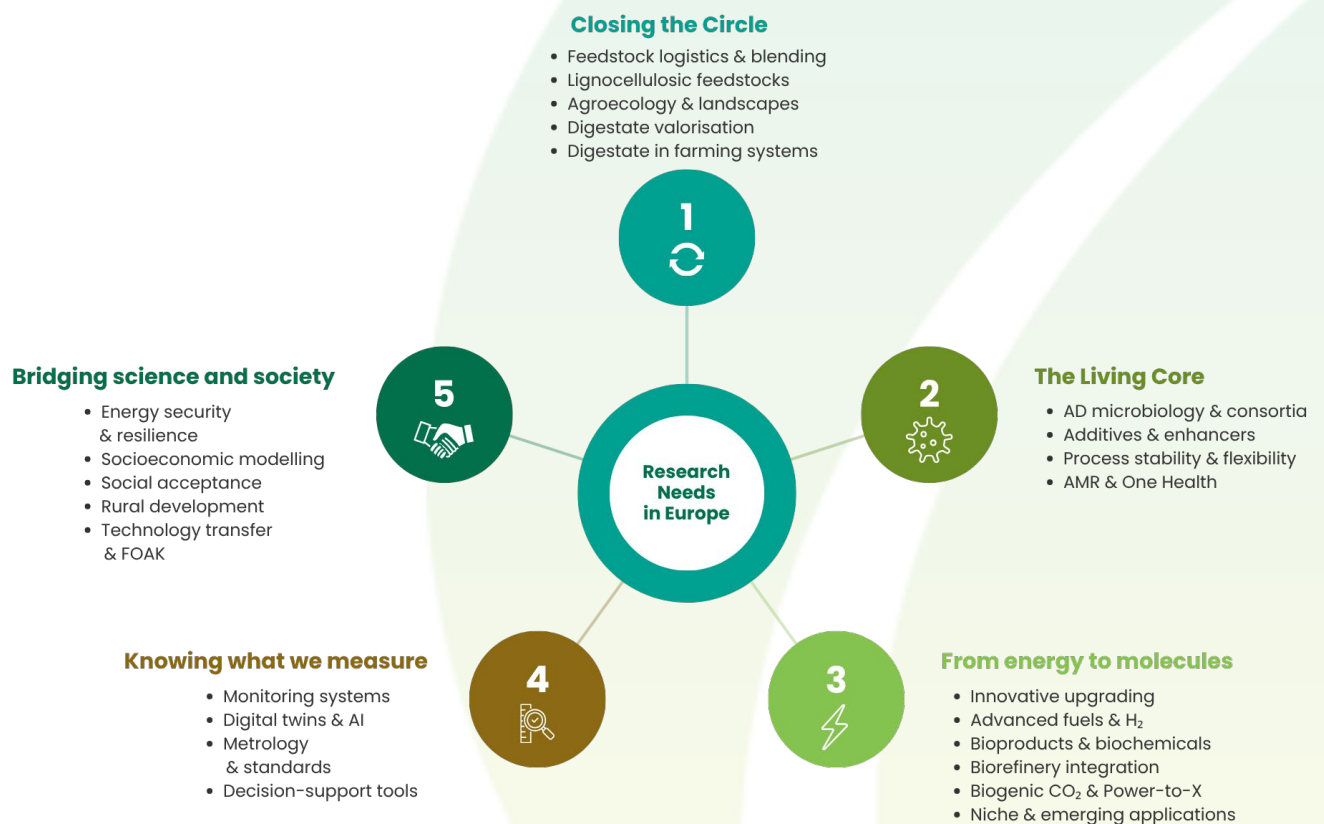 Closing the Circle
• Feedstock logistics & blending
• Lignocellulosic feedstocks
• Agroecology & landscapes
• Digestate valorisation
• Digestate in farming systems
1
Research
Needs
in Europe
2
The Living Core
• AD microbiology & consortia
• Additives & enhancers
• Process stability & flexibility
• AMR & One Health
3
From energy to molecules
• Innovative upgrading
• Advanced fuels & H₂
• Bioproducts & biochemicals
• Biorefinery integration
• Biogenic CO₂ & Power-to-X
• Niche & emerging applications
4
Knowing what we measure
• Monitoring systems
• Digital twins & AI
• Metrology
& standards
• Decision-support tools
5
Bridging science and society
• Energy security
& resilience
• Socioeconomic modelling
• Social acceptance
• Rural development
• Technology transfer
& FOAK